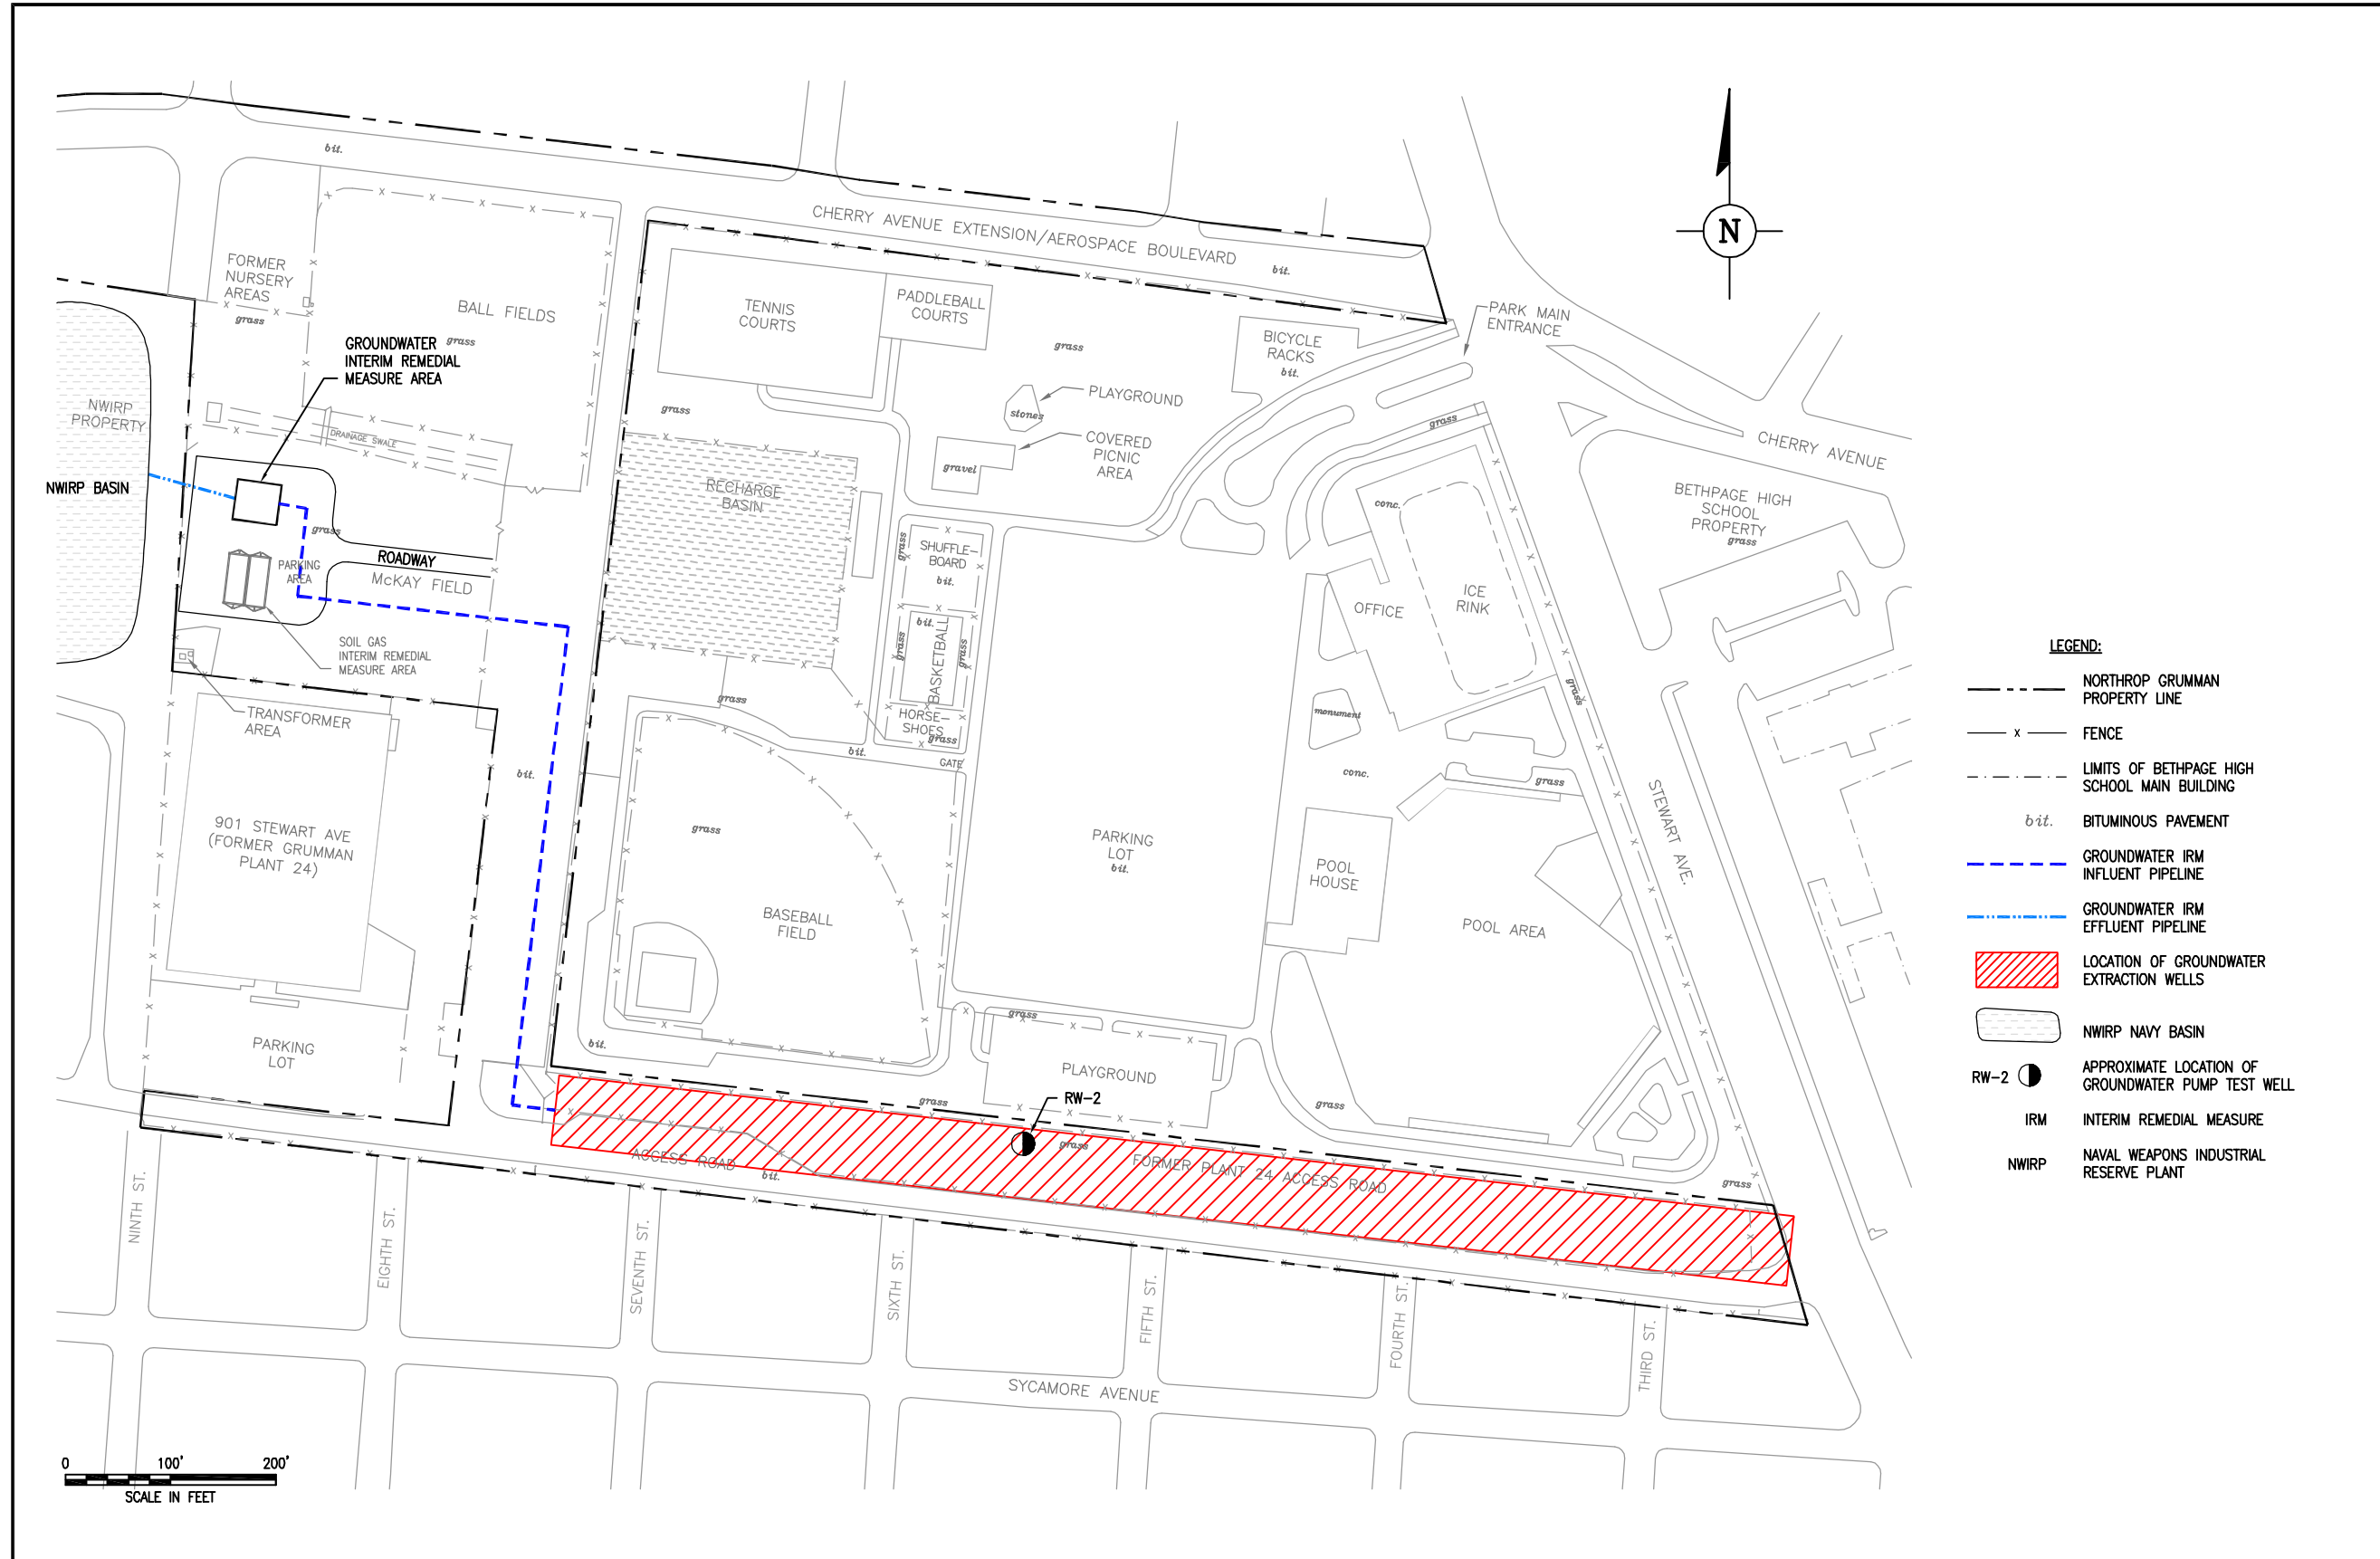 bit.
N
CHERRY AVENUE EXTENSION/AEROSPACE BOULEVARD
bit.
FORMER
NURSERY
AREAS
grass
BALL FIELDS
grass
GROUNDWATER
INTERIM REMEDIAL
MEASURE AREA
TENNIS
COURTS
PADDLEBALL
COURTS
grass
BICYCLE
RACKS
bit.
PARK MAIN
ENTRANCE
NWIRP
PROPERTY
DRAINAGE SWALE
grass
stones
PLAYGROUND
COVERED
PICNIC
AREA
gravel
grass
CHERRY AVENUE
NWIRP BASIN
RECHARGE
BASIN
conc.
BETHPAGE HIGH
SCHOOL
PROPERTY
grass
grass
ROADWAY
PARKING
AREA
McKAY FIELD
grass
SHUFFLE-
BOARD
bit.
OFFICE
ICE
RINK
bit.
grass
BASKETBALL
grass
SOIL GAS
INTERIM REMEDIAL
MEASURE AREA
grass
HORSE-
SHOES
grass
monument
grass
TRANSFORMER
AREA
bit.
bit.
GATE
conc.
grass
STEWART AVE.
901 STEWART AVE
(FORMER GRUMMAN
PLANT 24)
grass
PARKING
LOT
bit.
POOL
HOUSE
BASEBALL
FIELD
POOL AREA
PARKING
LOT
bit.
grass
PLAYGROUND
grass
RW-2
grass
grass
ACCESS ROAD
bit.
FORMER PLANT 24 ACCESS ROAD
grass
NINTH ST.
EIGHTH ST.
SEVENTH ST.
SIXTH ST.
FIFTH ST.
FOURTH ST.
THIRD ST.
SYCAMORE AVENUE
0 100' 200'
SCALE IN FEET
LEGEND:
NORTHROP GRUMMAN
PROPERTY LINE
x FENCE
LIMITS OF BETHPAGE HIGH
SCHOOL MAIN BUILDING
bit. BITUMINOUS PAVEMENT
GROUNDWATER IRM
INFLUENT PIPELINE
GROUNDWATER IRM
EFFLUENT PIPELINE
LOCATION OF GROUNDWATER
EXTRACTION WELLS
NWIRP NAVY BASIN
RW-2 APPROXIMATE LOCATION OF
GROUNDWATER PUMP TEST WELL
IRM INTERIM REMEDIAL MEASURE
NWIRP NAVAL WEAPONS INDUSTRIAL
RESERVE PLANT